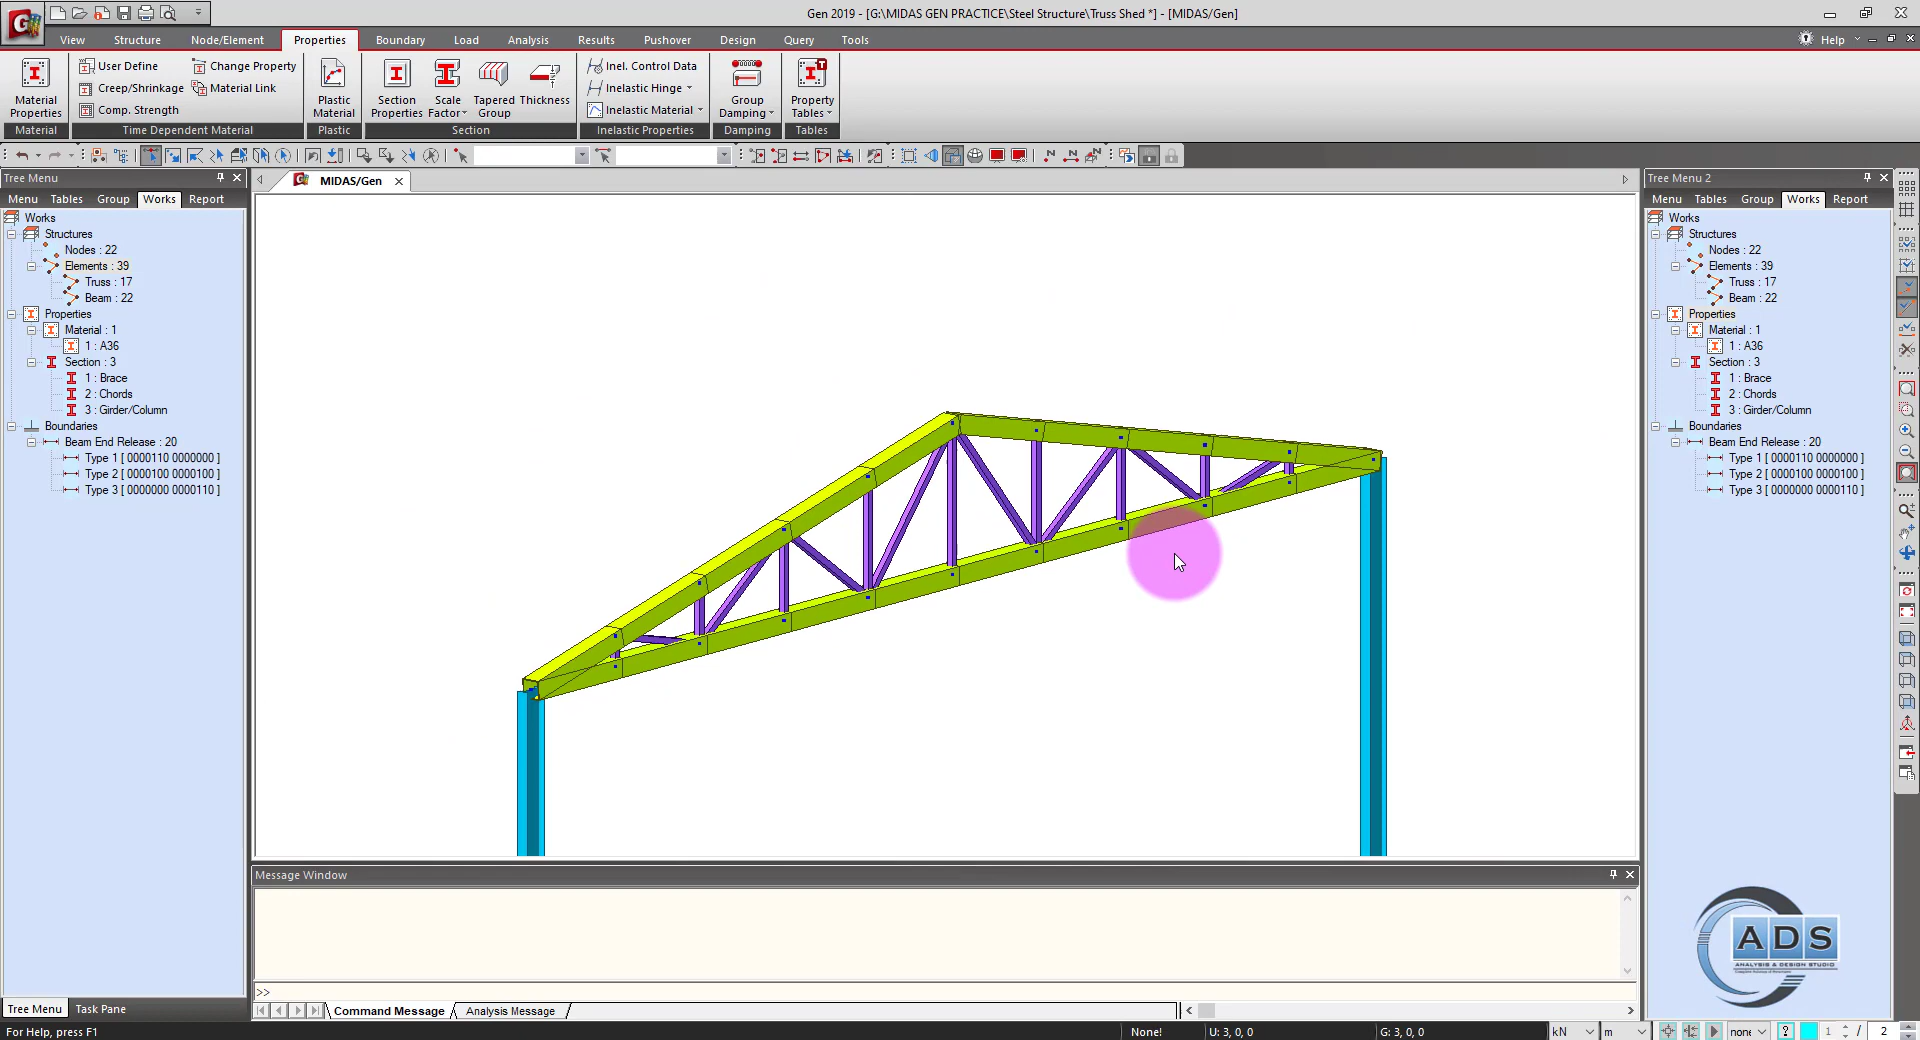 Gen 2019 - [G:\MIDAS GEN PRACTICE\Steel Structure\Truss Shed *] - [MIDAS/Gen]
View Structure Node/Element Properties Boundary Load Analysis Results Pushover Design Query Tools Help
Material Properties
Material
User Define Change Property
Creep/Shrinkage Material Link
Comp. Strength
Time Dependent Material
Plastic Material
Plastic
Section Properties
Scale Factor
Tapered Group
Thickness
Section
Inel. Control Data
Inelastic Hinge
Inelastic Material
Inelastic Properties
Group Damping
Damping
Property Tables
Tables
Tree Menu
Menu Tables Group Works Report
Works
Structures
Nodes : 22
Elements : 39
Truss : 17
Beam : 22
Properties
Material : 1
1 : A36
Section : 3
1 : Brace
2 : Chords
3 : Girder/Column
Boundaries
Beam End Release : 20
Type 1 [ 0000110 0000000 ]
Type 2 [ 0000100 0000100 ]
Type 3 [ 0000000 0000110 ]
Tree Menu Task Pane
MIDAS/Gen
Message Window
>>
Command Message Analysis Message
Tree Menu 2
Menu Tables Group Works Report
Works
Structures
Nodes : 22
Elements : 39
Truss : 17
Beam : 22
Properties
Material : 1
1 : A36
Section : 3
1 : Brace
2 : Chords
3 : Girder/Column
Boundaries
Beam End Release : 20
Type 1 [ 0000110 0000000 ]
Type 2 [ 0000100 0000100 ]
Type 3 [ 0000000 0000110 ]
ADS
ANALYSIS & DESIGN STUDIO
For Help, press F1
None! U: 3, 0, 0 G: 3, 0, 0 kN m none ? 1 / 2